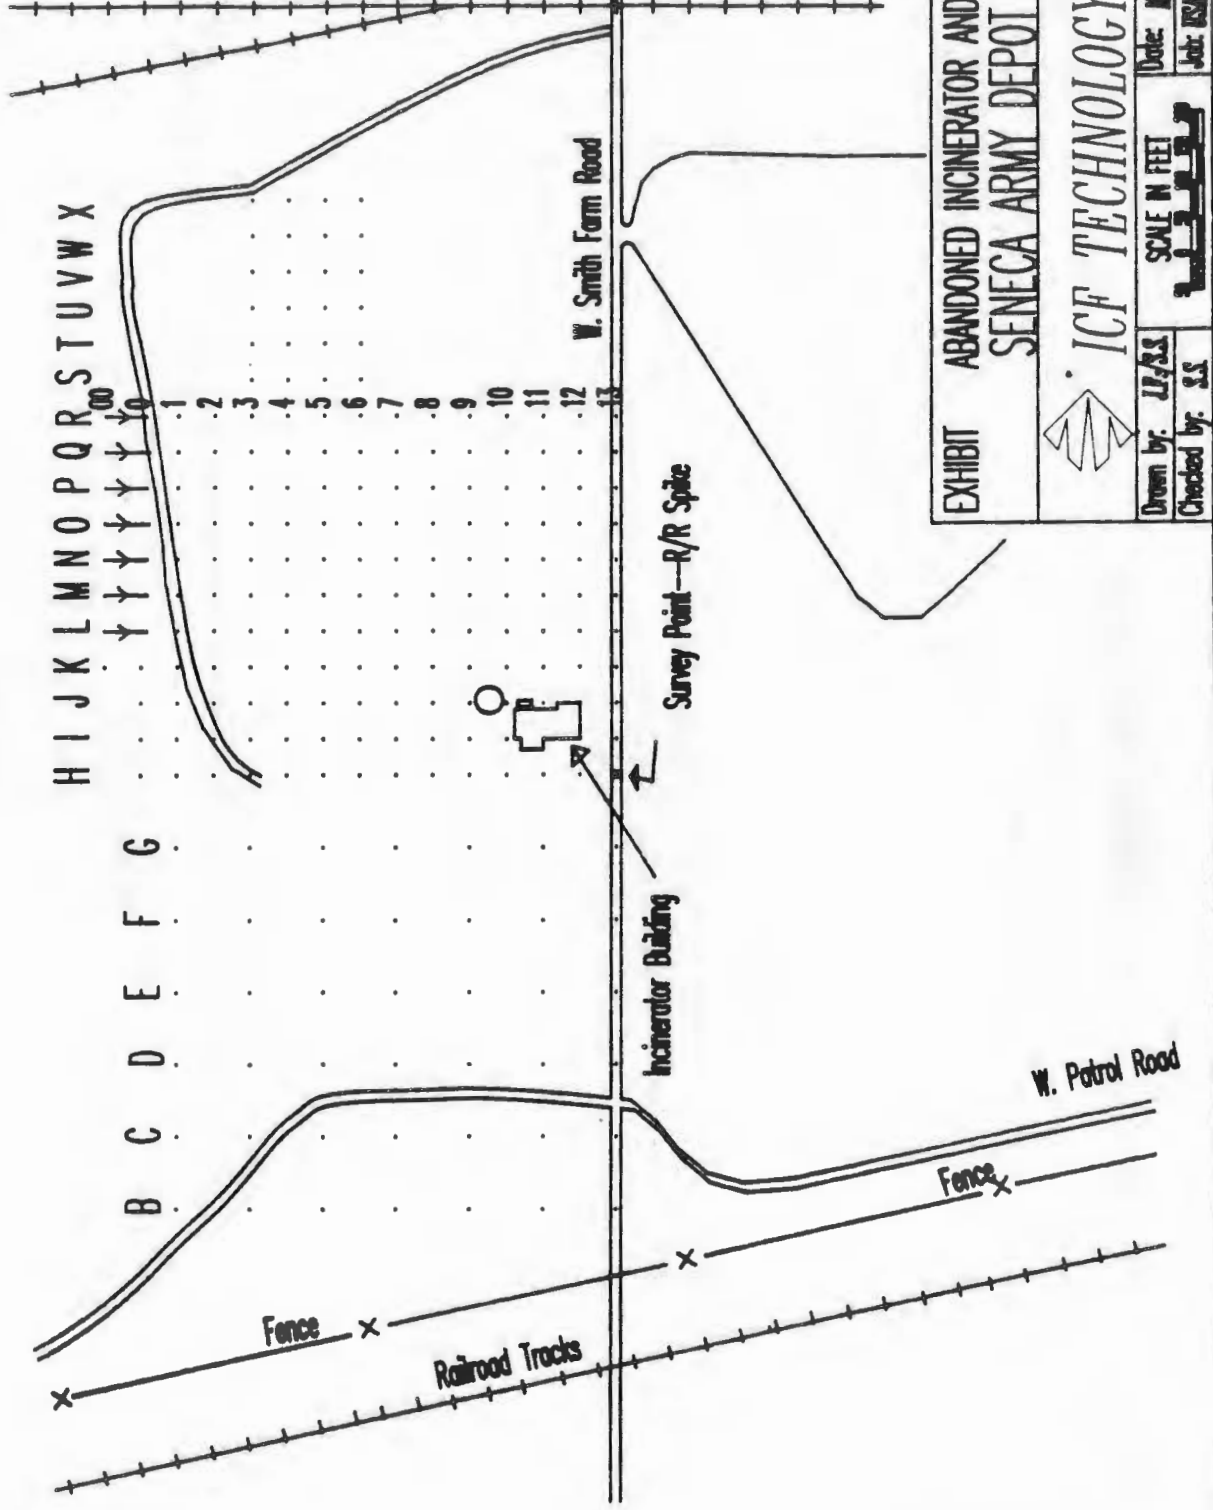 H I J K L M N O P Q R S T U V W X
B C D E F G
00
0
1
2
3
4
5
6
7
8
9
10
11
12
13
W. Smith Farm Road
Survey Point—R/R Spike
Incinerator Building
W. Patrol Road
Fence
Fence
Railroad Tracks
EXHIBIT ABANDONED INCINERATOR AND
SENECA ARMY DEPOT
ICF TECHNOLOGY
Drawn by: J.P./S.S.
Checked by: S.S.
SCALE IN FEET
Date:
Job: